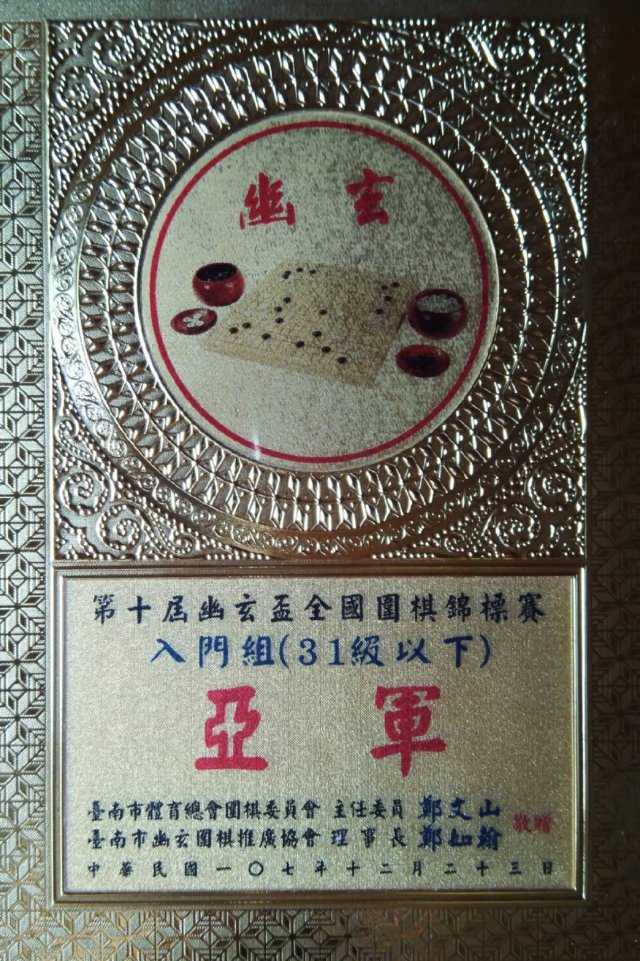 幽玄
第十屆幽玄盃全國圍棋錦標賽
入門組(31級以下)
亞軍
臺南市體育總會圍棋委員會 主任委員 鄭文山
臺南市幽玄圍棋推廣協會 理事長 鄭如翰
敬贈
中華民國一〇七年十二月二十三日